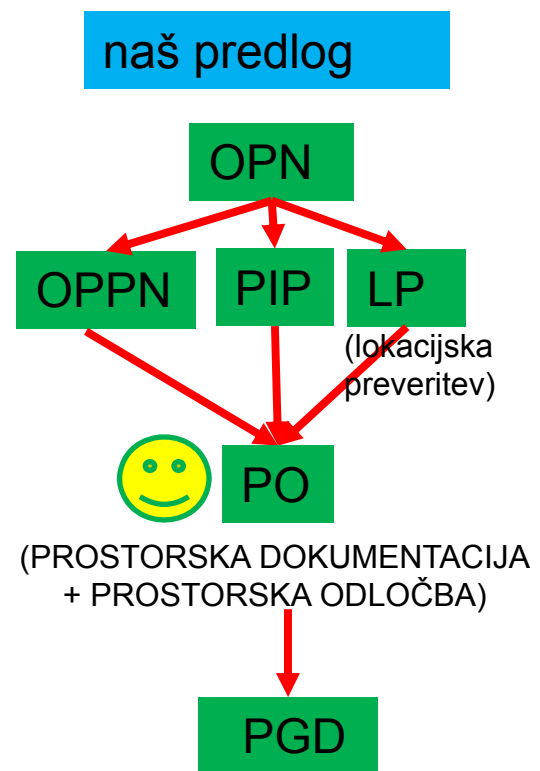 naš predlog
OPN
OPPN PIP LP
(lokacijska
preveritev)
PO
(PROSTORSKA DOKUMENTACIJA
+ PROSTORSKA ODLOČBA)
PGD